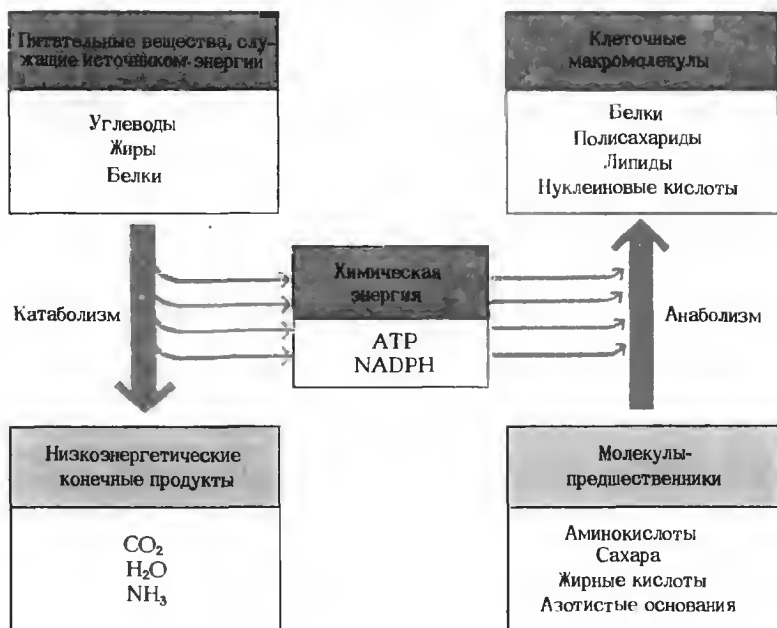 Питательные вещества, слу-
жащие источником энергии
Углеводы
Жиры
Белки
Клеточные
макромолекулы
Белки
Полисахариды
Липиды
Нуклеиновые кислоты
Катаболизм
Химическая
энергия
ATP
NADPH
Анаболизм
Низкоэнергетические
конечные продукты
CO₂
H₂O
NH₃
Молекулы-
предшественники
Аминокислоты
Сахара
Жирные кислоты
Азотистые основания